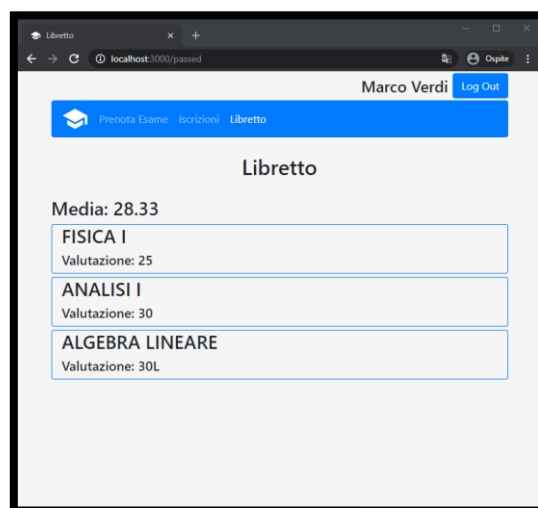 Libretto
localhost:3000/passed
Ospite
Marco Verdi Log Out
Prenota Esame Iscrizioni Libretto
Libretto
Media: 28.33
FISICA I
Valutazione: 25
ANALISI I
Valutazione: 30
ALGEBRA LINEARE
Valutazione: 30L